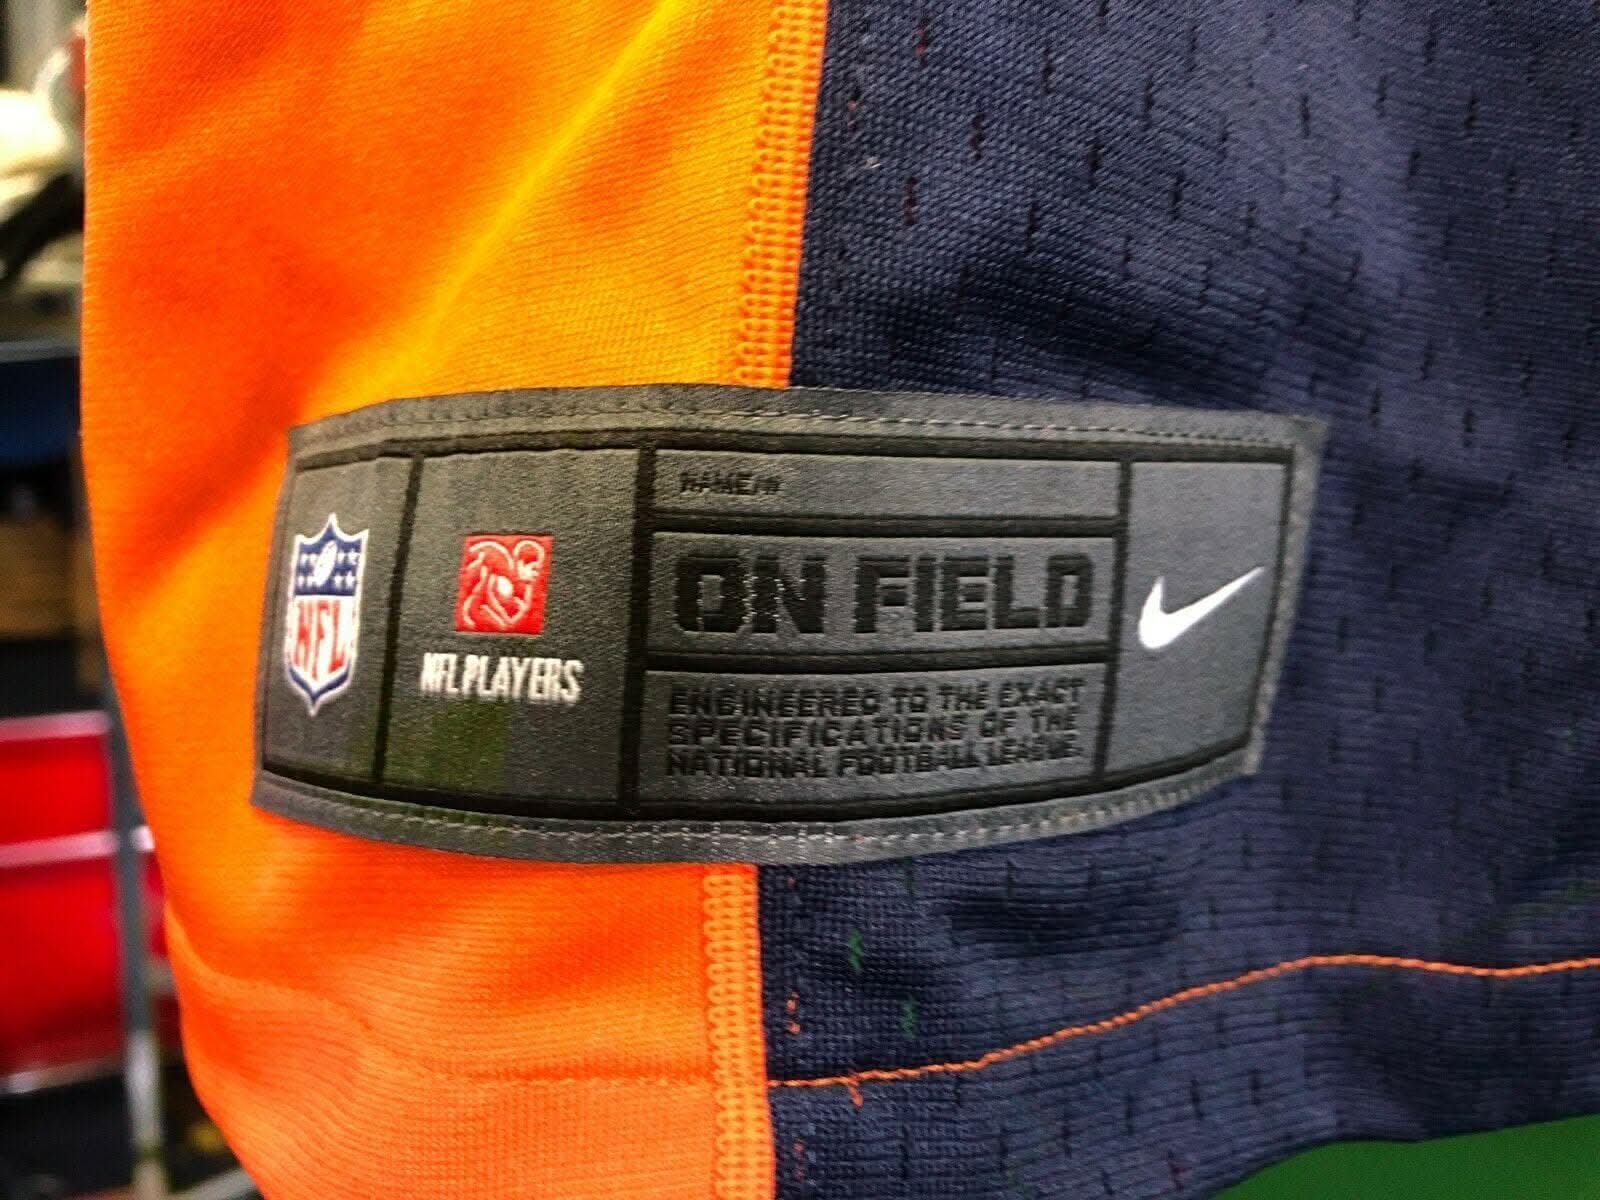 NAME/#
NFL
NFL PLAYERS
ON FIELD
ENGINEERED TO THE EXACT
SPECIFICATIONS OF THE
NATIONAL FOOTBALL LEAGUE.